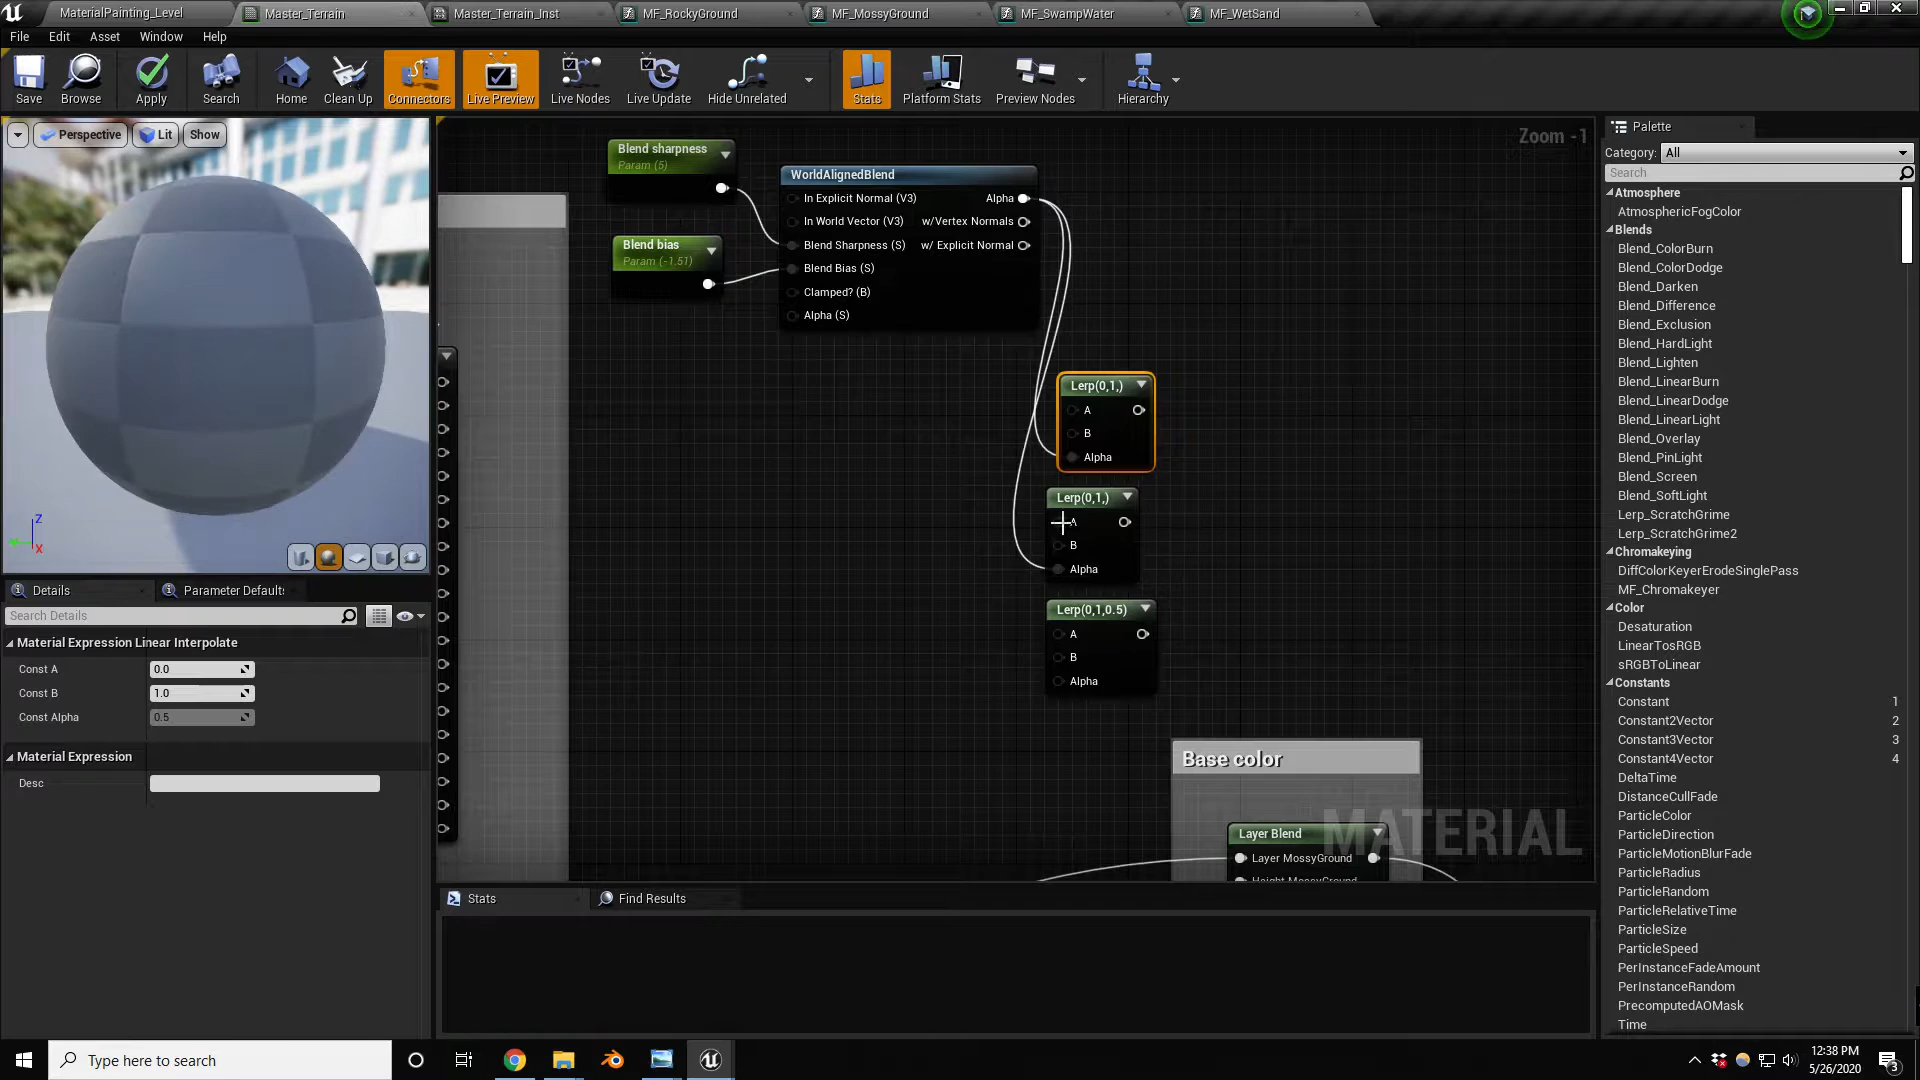 MaterialPainting_Level
Master_Terrain
Master_Terrain_Inst
MF_RockyGround
MF_MossyGround
MF_SwampWater
MF_WetSand
File
Edit
Asset
Window
Help
Save
Browse
Apply
Search
Home
Clean Up
Connectors
Live Preview
Live Nodes
Live Update
Hide Unrelated
Stats
Platform Stats
Preview Nodes
Hierarchy
Perspective
Lit
Show
Z
X
Zoom -1
Blend sharpness
Param (5)
Blend bias
Param (-1.51)
WorldAlignedBlend
In Explicit Normal (V3)
Alpha
In World Vector (V3)
w/Vertex Normals
Blend Sharpness (S)
w/ Explicit Normal
Blend Bias (S)
Clamped? (B)
Alpha (S)
Lerp(0,1,)
A
B
Alpha
Lerp(0,1,)
A
B
Alpha
Lerp(0,1,0.5)
A
B
Alpha
Base color
Layer Blend
Layer MossyGround
Height MossyGround
MATERIAL
Details
Parameter Defaults
Search Details
Material Expression Linear Interpolate
Const A
0.0
Const B
1.0
Const Alpha
0.5
Material Expression
Desc
Stats
Find Results
Palette
Category:
All
Search
Atmosphere
AtmosphericFogColor
Blends
Blend_ColorBurn
Blend_ColorDodge
Blend_Darken
Blend_Difference
Blend_Exclusion
Blend_HardLight
Blend_Lighten
Blend_LinearBurn
Blend_LinearDodge
Blend_LinearLight
Blend_Overlay
Blend_PinLight
Blend_Screen
Blend_SoftLight
Lerp_ScratchGrime
Lerp_ScratchGrime2
Chromakeying
DiffColorKeyerErodeSinglePass
MF_Chromakeyer
Color
Desaturation
LinearTosRGB
sRGBToLinear
Constants
Constant 1
Constant2Vector 2
Constant3Vector 3
Constant4Vector 4
DeltaTime
DistanceCullFade
ParticleColor
ParticleDirection
ParticleMotionBlurFade
ParticleRadius
ParticleRandom
ParticleRelativeTime
ParticleSize
ParticleSpeed
PerInstanceFadeAmount
PerInstanceRandom
PrecomputedAOMask
Time
Type here to search
12:38 PM
5/26/2020
3